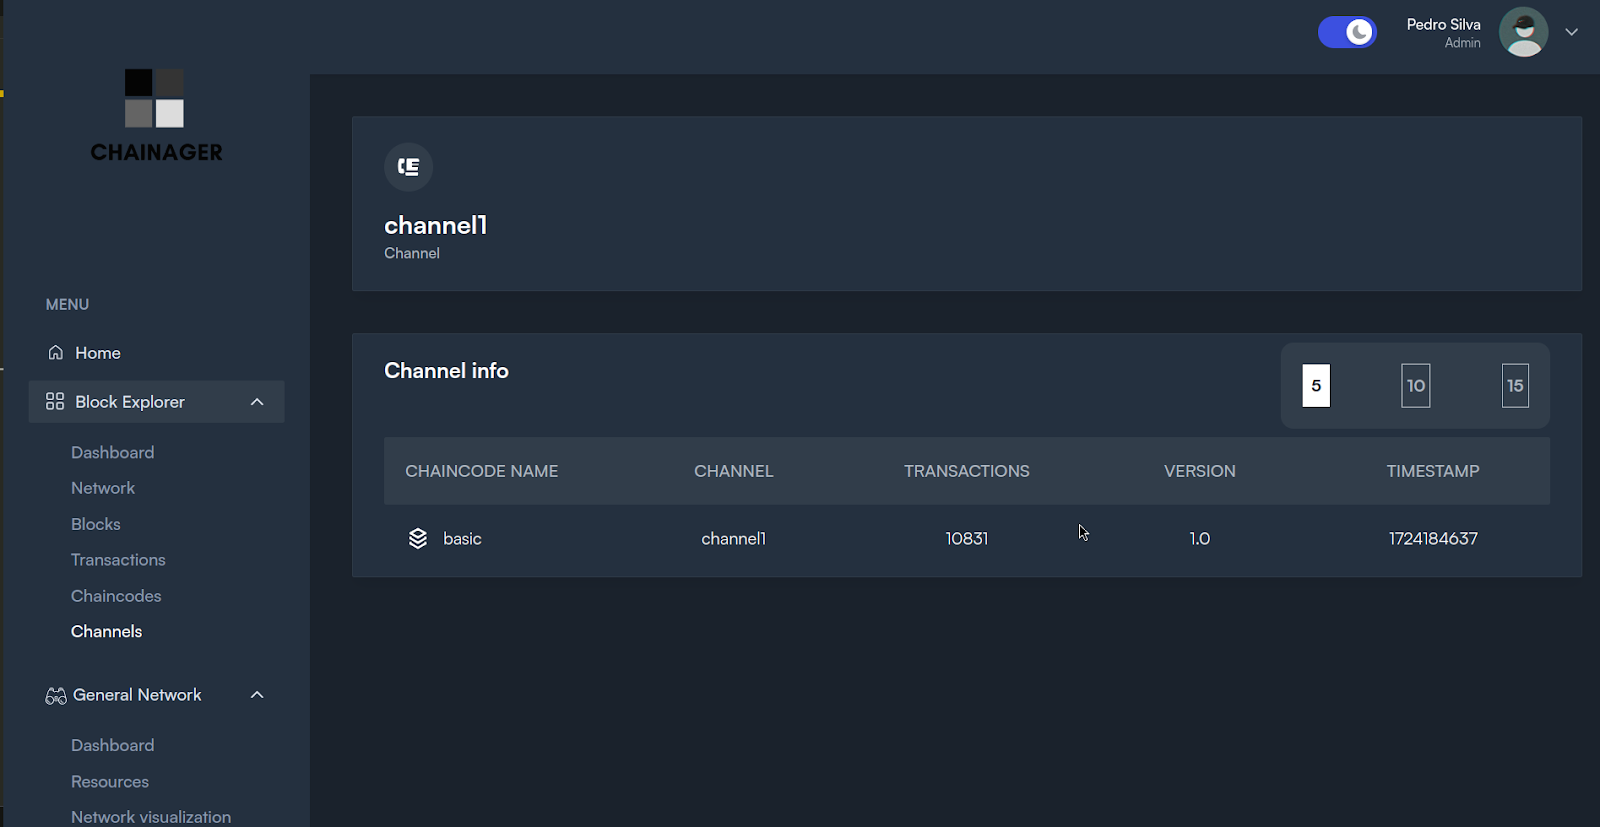 Pedro Silva
Admin
CHAINAGER
MENU
Home
Block Explorer
Dashboard
Network
Blocks
Transactions
Chaincodes
Channels
General Network
Dashboard
Resources
Network visualization
channel1
Channel
Channel info
5 10 15
CHAINCODE NAME CHANNEL TRANSACTIONS VERSION TIMESTAMP
basic channel1 10831 1.0 1724184637